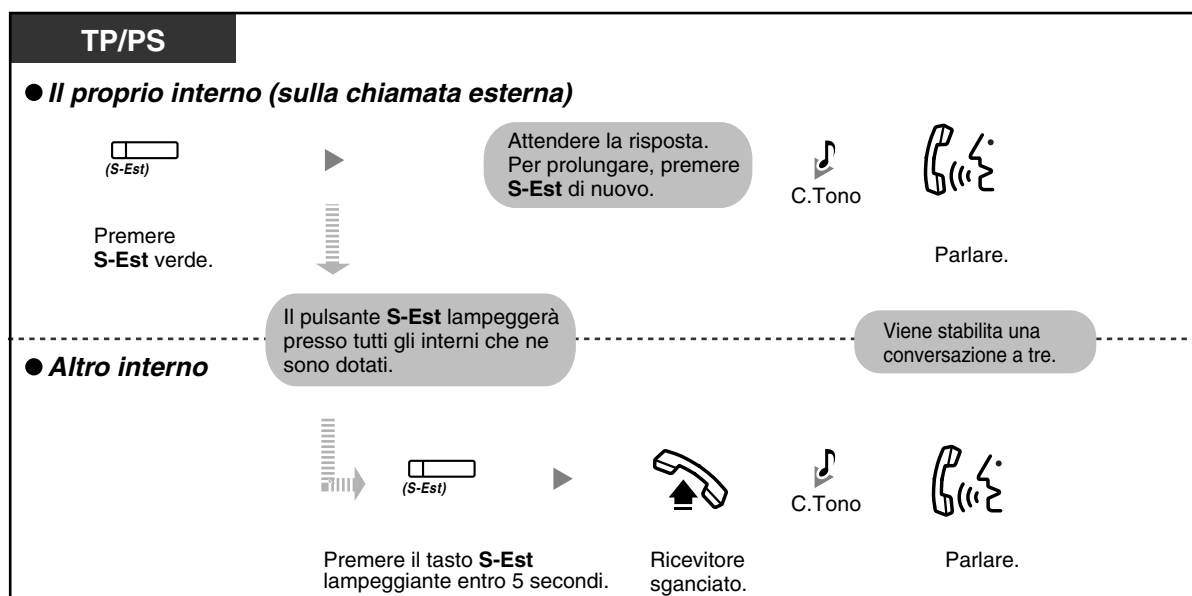 TP/PS
● Il proprio interno (sulla chiamata esterna)
(S-Est)
Premere
S-Est verde.
Attendere la risposta.
Per prolungare, premere
S-Est di nuovo.
C.Tono
Parlare.
Il pulsante S-Est lampeggerà
presso tutti gli interni che ne
sono dotati.
Viene stabilita una
conversazione a tre.
● Altro interno
(S-Est)
Premere il tasto S-Est
lampeggiante entro 5 secondi.
Ricevitore
sganciato.
C.Tono
Parlare.